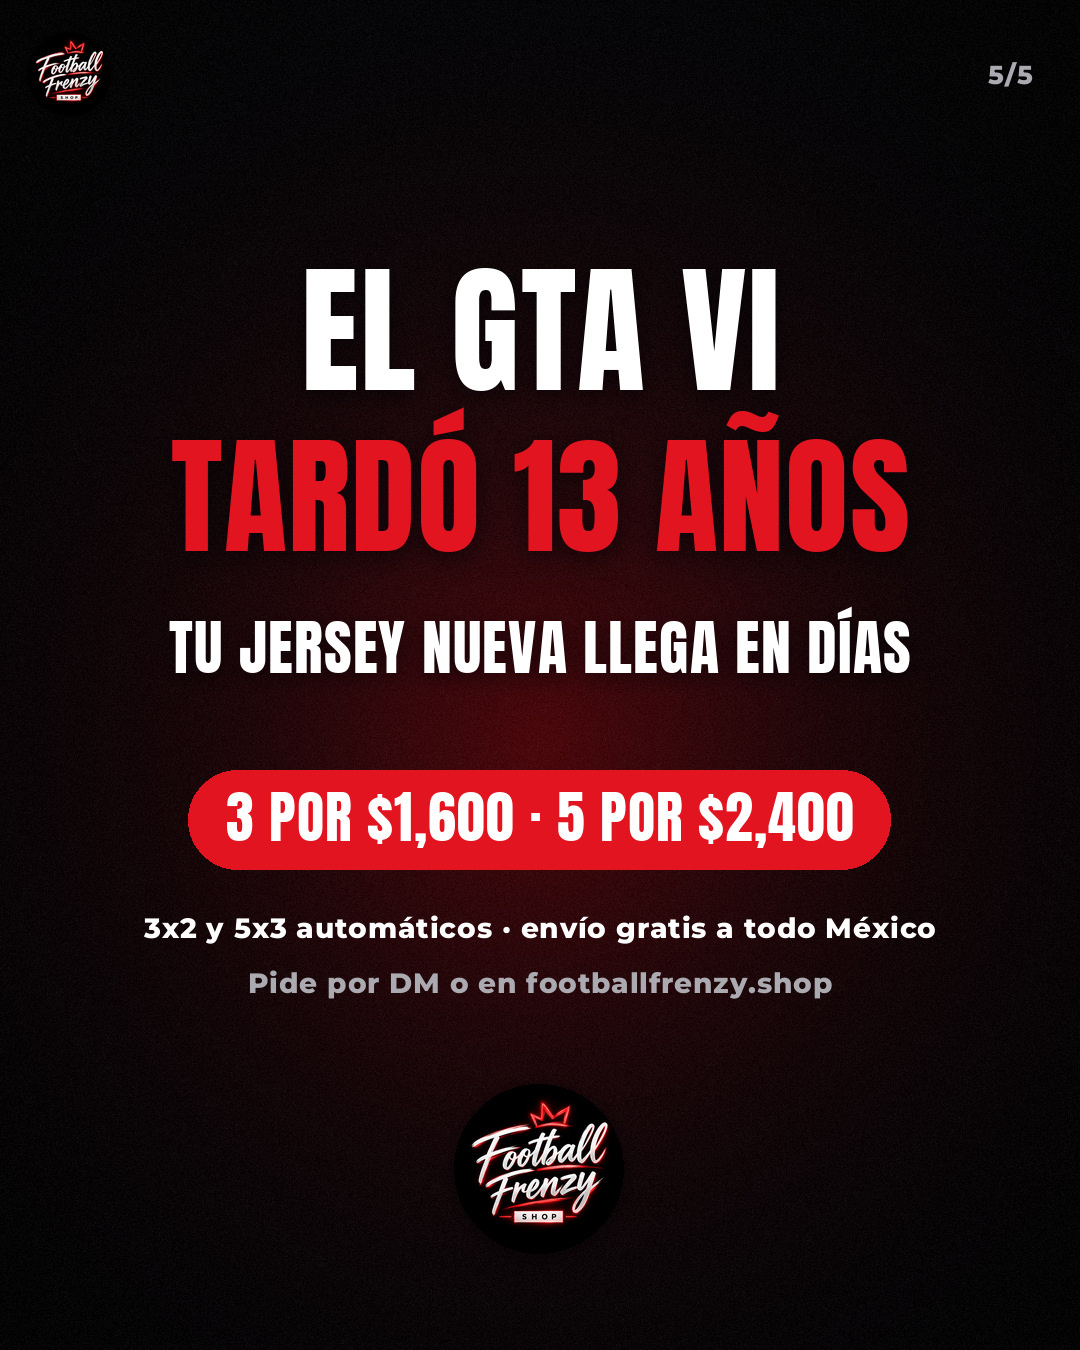 Football
Frenzy
SHOP
5/5
EL GTA VI
TARDÓ 13 AÑOS
TU JERSEY NUEVA LLEGA EN DÍAS
3 POR $1,600 · 5 POR $2,400
3x2 y 5x3 automáticos · envío gratis a todo México
Pide por DM o en footballfrenzy.shop
Football
Frenzy
SHOP